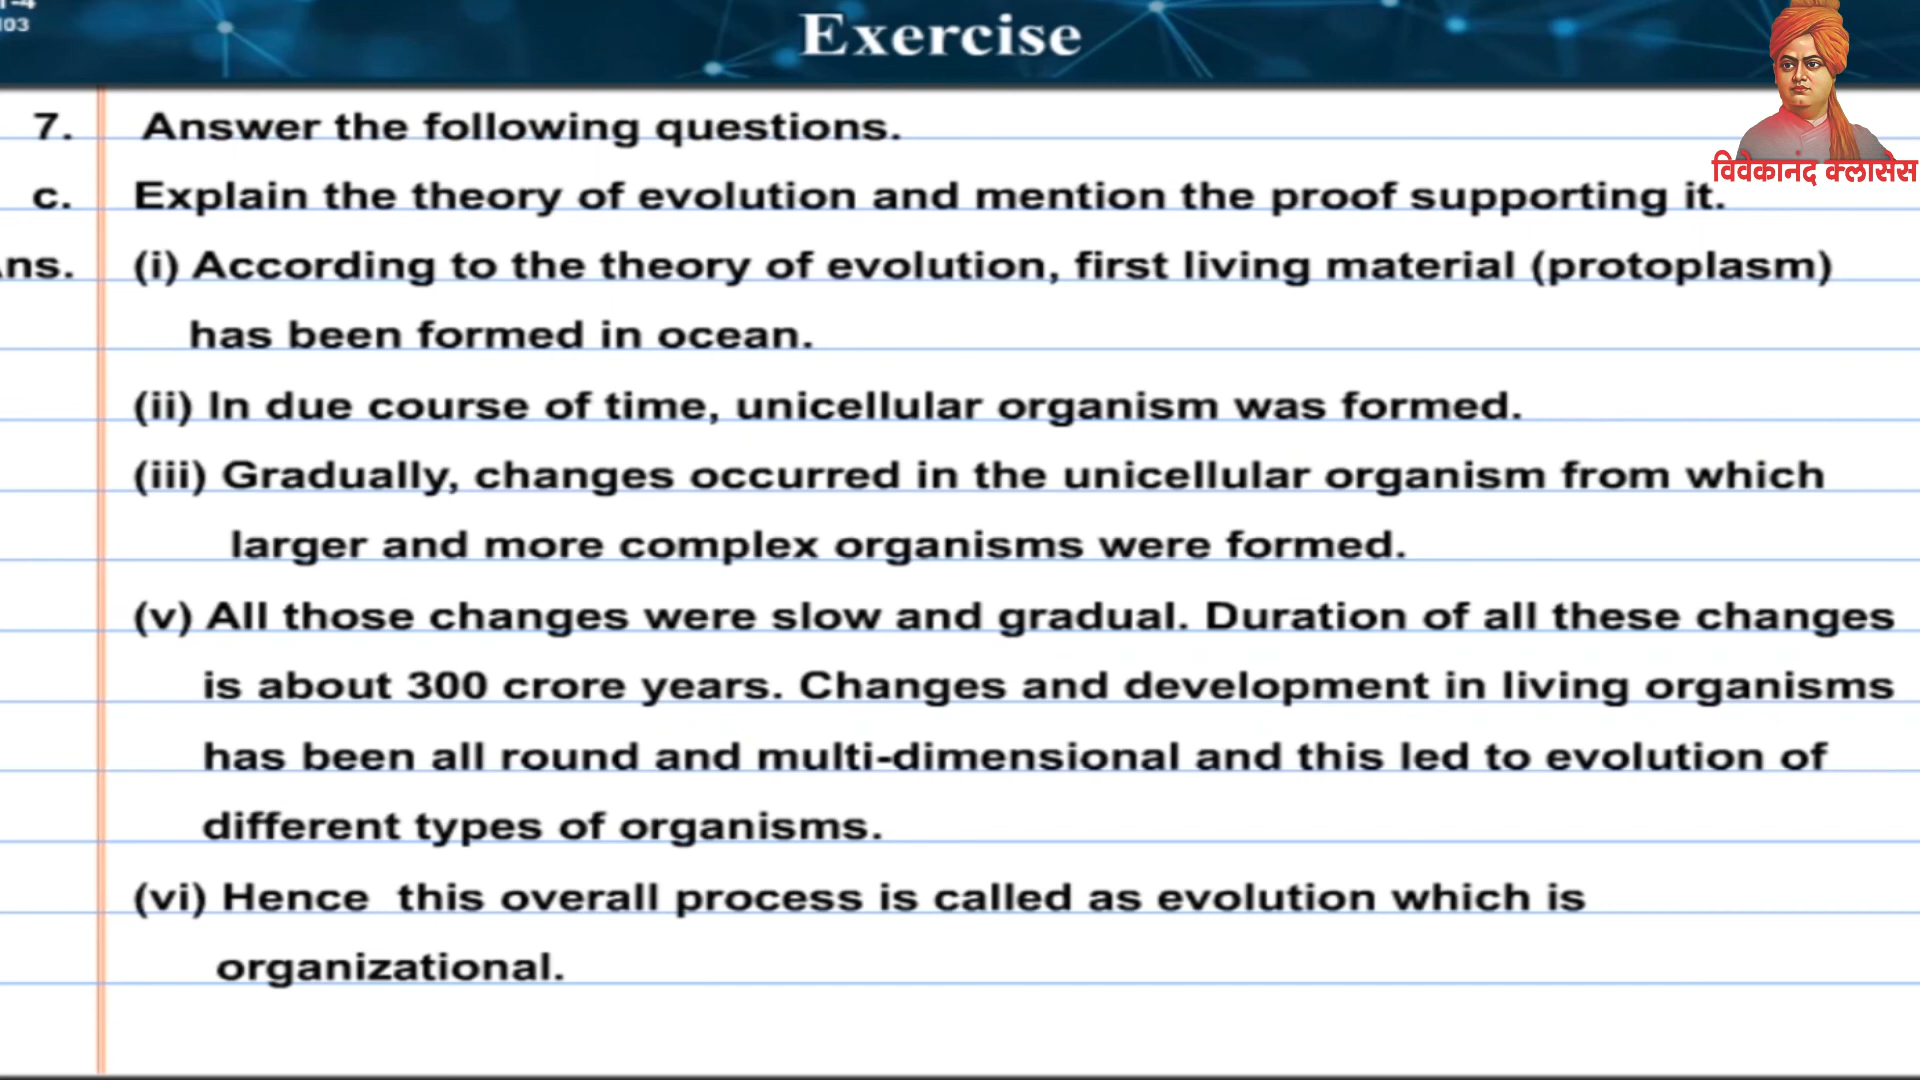 Exercise
विवेकानद क्लासेस
7. Answer the following questions.
c. Explain the theory of evolution and mention the proof supporting it.
(i) According to the theory of evolution, first living material (protoplasm)
has been formed in ocean.
(ii) In due course of time, unicellular organism was formed.
(iii) Gradually, changes occurred in the unicellular organism from which
larger and more complex organisms were formed.
(v) All those changes were slow and gradual. Duration of all these changes
is about 300 crore years. Changes and development in living organisms
has been all round and multi-dimensional and this led to evolution of
different types of organisms.
(vi) Hence this overall process is called as evolution which is
organizational.